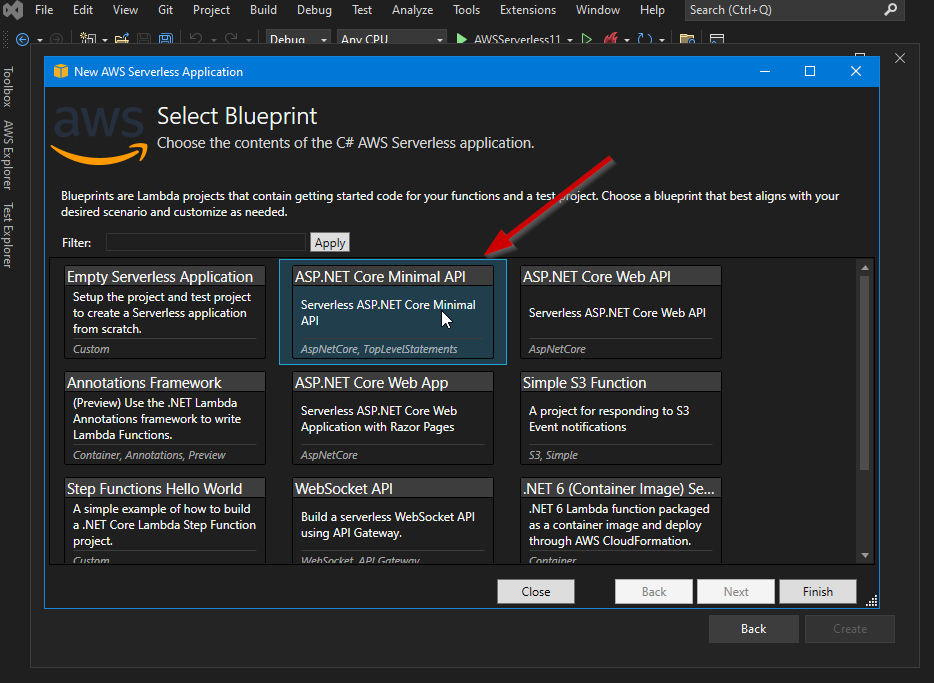 File Edit View Git Project Build Debug Test Analyze Tools Extensions Window Help Search (Ctrl+Q)
Debug Any CPU AWSServerless11
Toolbox
AWS Explorer
Test Explorer
New AWS Serverless Application
aws
Select Blueprint
Choose the contents of the C# AWS Serverless application.
Blueprints are Lambda projects that contain getting started code for your functions and a test project. Choose a blueprint that best aligns with your
desired scenario and customize as needed.
Filter: Apply
Empty Serverless Application
Setup the project and test project
to create a Serverless application
from scratch.
Custom
ASP.NET Core Minimal API
Serverless ASP.NET Core Minimal
API
AspNetCore, TopLevelStatements
ASP.NET Core Web API
Serverless ASP.NET Core Web API
AspNetCore
Annotations Framework
(Preview) Use the .NET Lambda
Annotations framework to write
Lambda Functions.
Container, Annotations, Preview
ASP.NET Core Web App
Serverless ASP.NET Core Web
Application with Razor Pages
AspNetCore
Simple S3 Function
A project for responding to S3
Event notifications
S3, Simple
Step Functions Hello World
A simple example of how to build
a .NET Core Lambda Step Function
project.
Custom
WebSocket API
Build a serverless WebSocket API
using API Gateway.
WebSocket, API Gateway
.NET 6 (Container Image) Se...
.NET 6 Lambda function packaged
as a container image and deploy
through AWS CloudFormation.
Container
Close Back Next Finish
Back Create